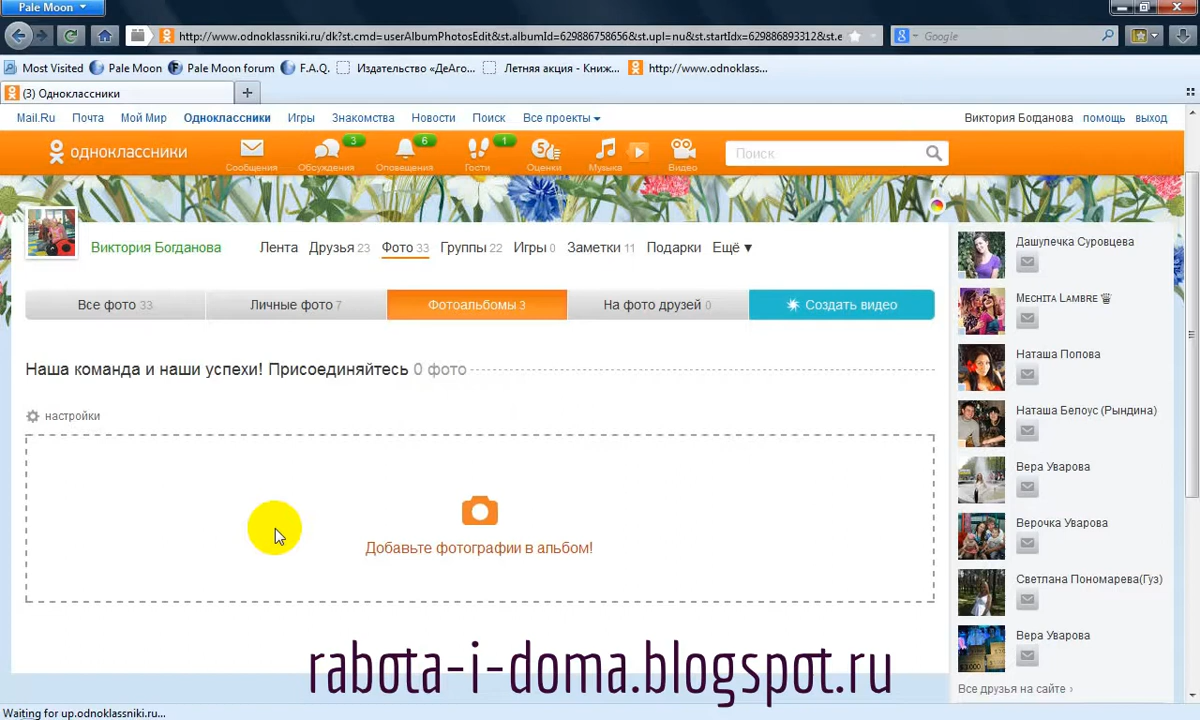 Pale Moon
http://www.odnoklassniki.ru/dk?st.cmd=userAlbumPhotosEdit&st.albumId=629886758656&st.upl=nu&st.startIdx=629886893312&st.e
Google
Most Visited Pale Moon Pale Moon forum F.A.Q. Издательство «ДеАго... Летняя акция - Книж... http://www.odnoklass...
(3) Одноклассники
Mail.Ru Почта Мой Мир Одноклассники Игры Знакомства Новости Поиск Все проекты Виктория Богданова помощь выход
одноклассники
3 6 1
Сообщения Обсуждения Оповещения Гости Оценки Музыка Видео
Поиск
Виктория Богданова Лента Друзья 23 Фото 33 Группы 22 Игры 0 Заметки 11 Подарки Ещё
Все фото 33 Личные фото 7 Фотоальбомы 3 На фото друзей 0 Создать видео
Наша команда и наши успехи! Присоединяйтесь 0 фото
настройки
Добавьте фотографии в альбом!
Дашулечка Суровцева
Мєснітα Lαmbrє
Наташа Попова
Наташа Белоус (Рындина)
Вера Уварова
Верочка Уварова
Светлана Пономарева(Гуз)
Вера Уварова
Все друзья на сайте ›
rabota-i-doma.blogspot.ru
Waiting for up.odnoklassniki.ru...